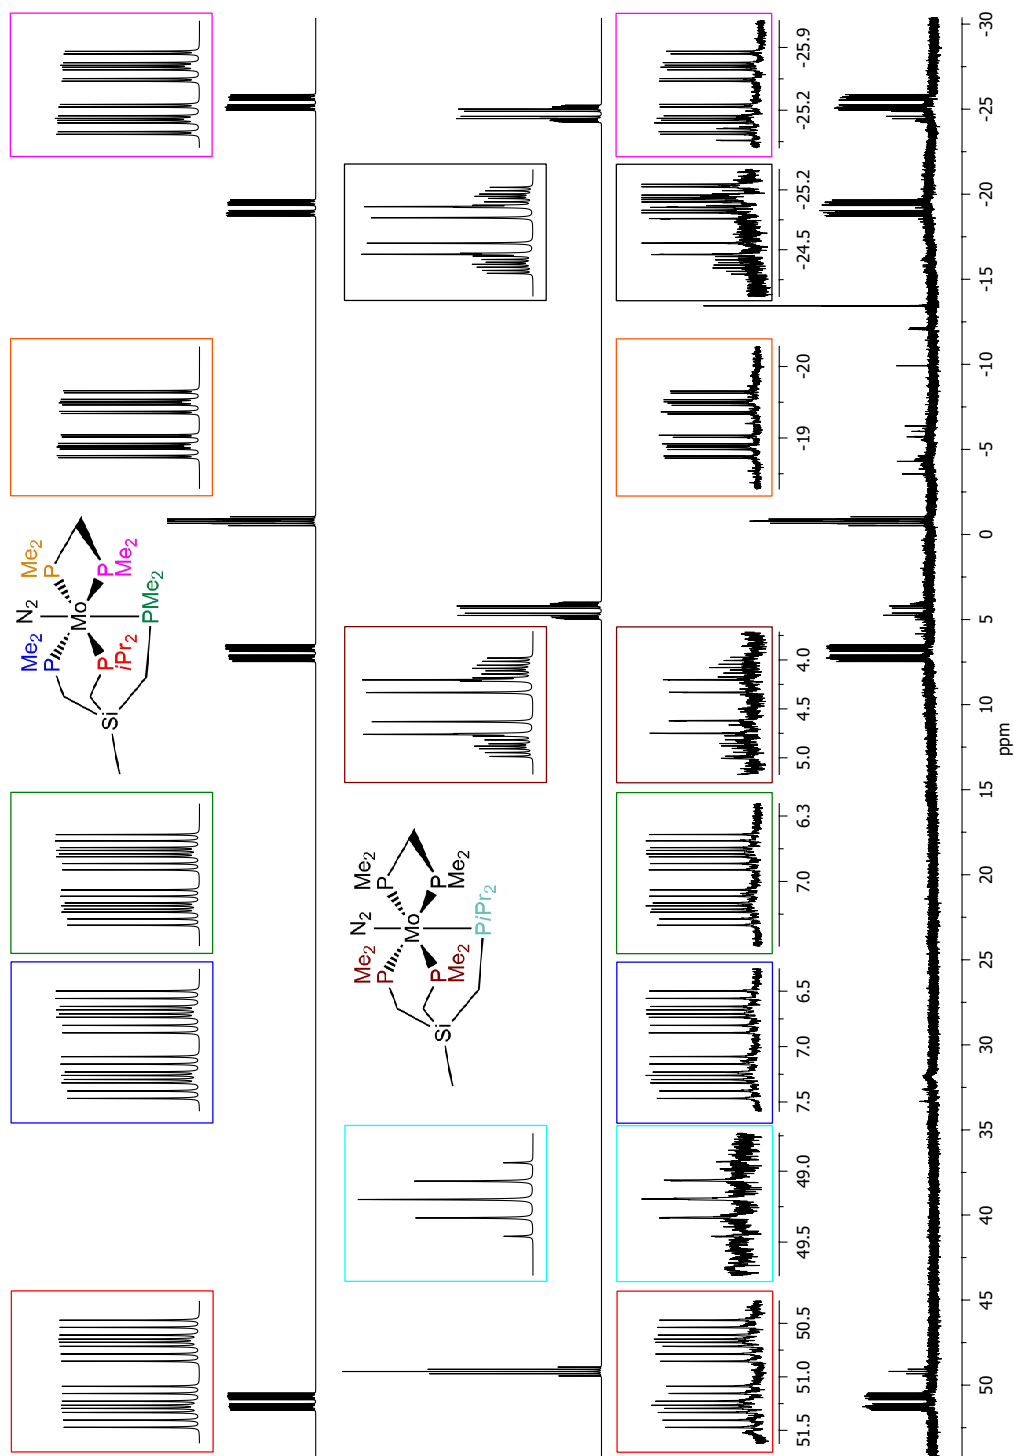 Me₂ N₂ Me₂
P P
Mo
P P
Si
iPr₂ Me₂
PMe₂
Me₂ N₂ Me₂
P P
Mo
P P
Si
Me₂ Me₂
PiPr₂
51.5 51.0 50.5 49.5 49.0 7.5 7.0 6.5 7.0 6.3 5.0 4.5 4.0 -19 -20 -24.5 -25.2 -25.2 -25.9
50 45 40 35 30 25 20 15 10 5 0 -5 -10 -15 -20 -25 -30
ppm